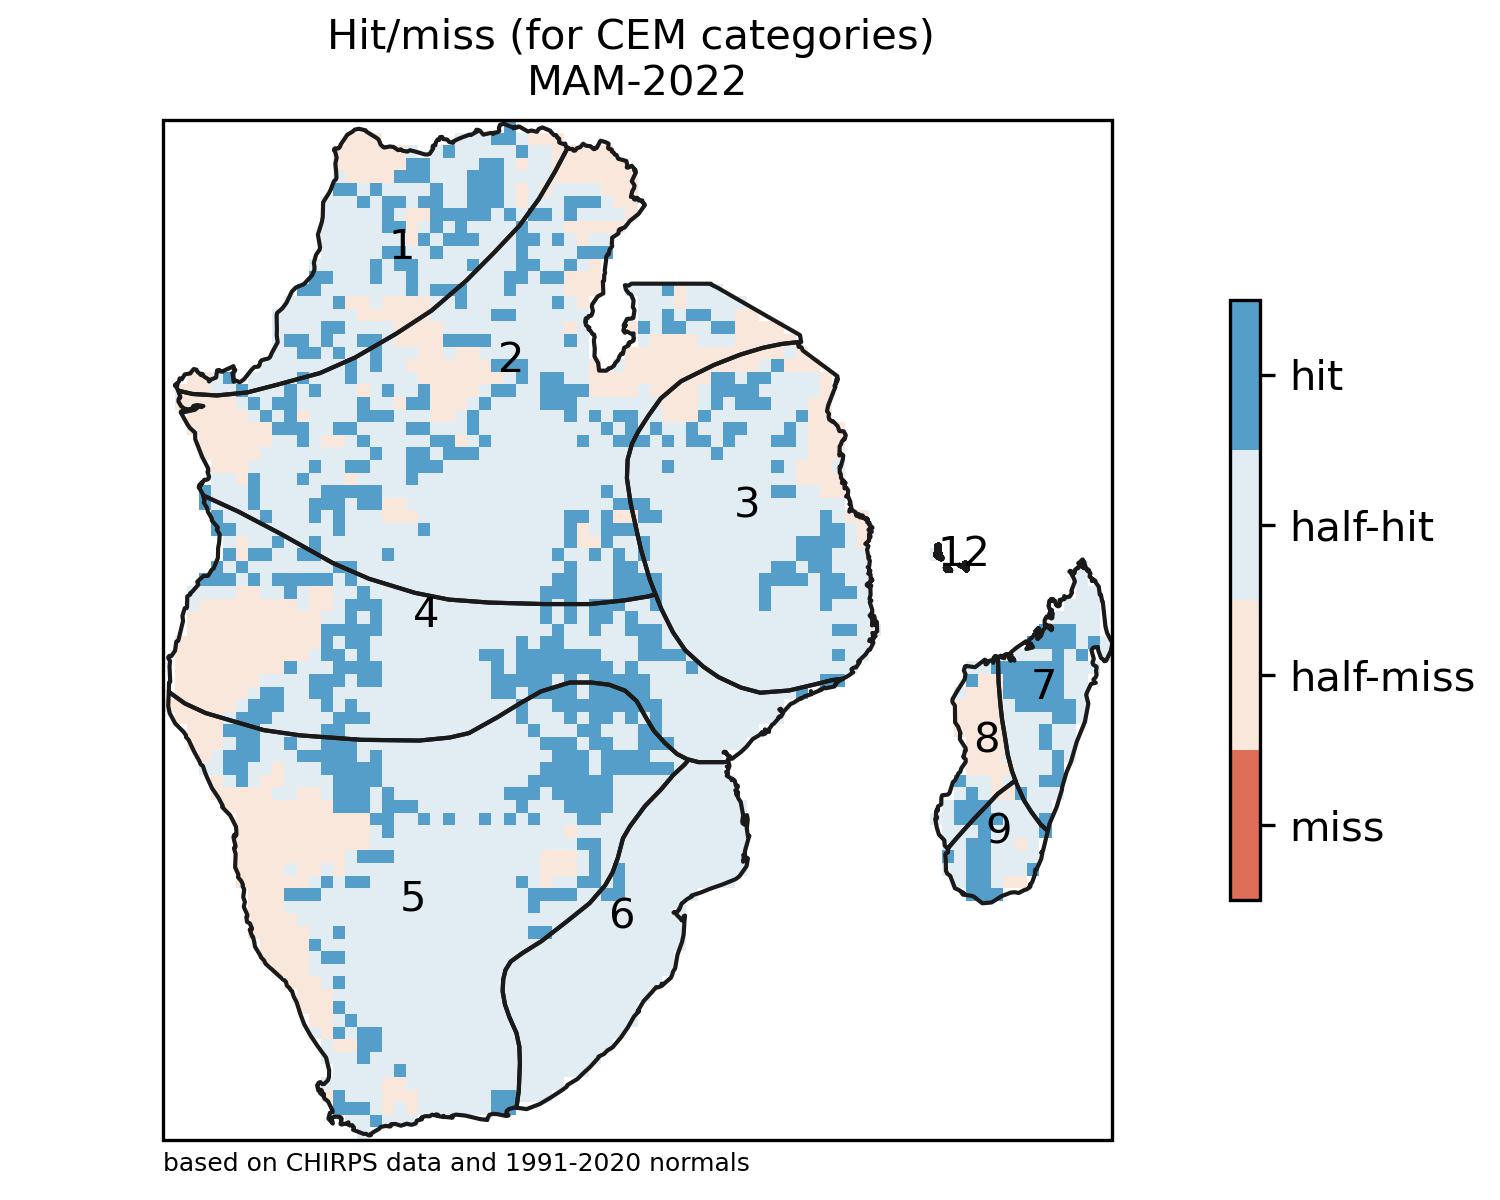 Hit/miss (for CEM categories)
MAM-2022
1
2
3
12
4
7
8
9
5
6
hit
half-hit
half-miss
miss
based on CHIRPS data and 1991-2020 normals